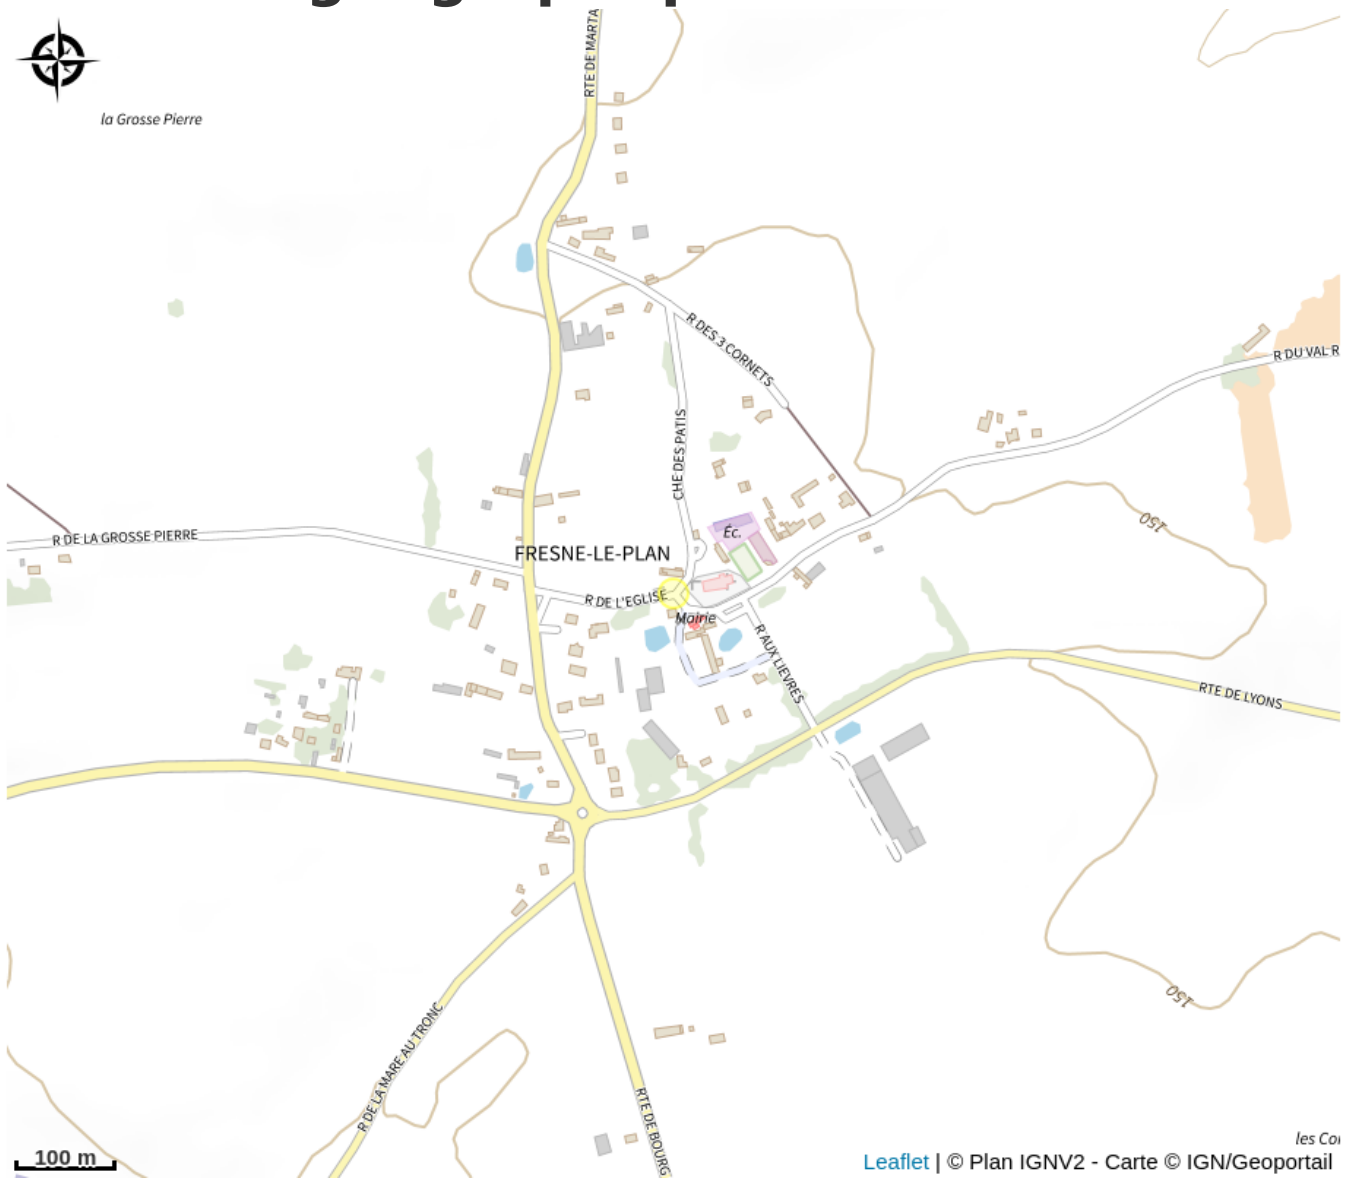 RTE DE MARTA
la Grosse Pierre
R DES 3 CORNETS
R DU VAL R
CHE DES PATIS
150
R DE LA GROSSE PIERRE
Éc.
FRESNE-LE-PLAN
R DE L'EGLISE
Mairie
R AUX LIEVRES
RTE DE LYONS
150
R DE LA MARE AU TRONC
RTE DE BOURG
les Co
100 m
Leaflet | © Plan IGNV2 - Carte © IGN/Geoportail